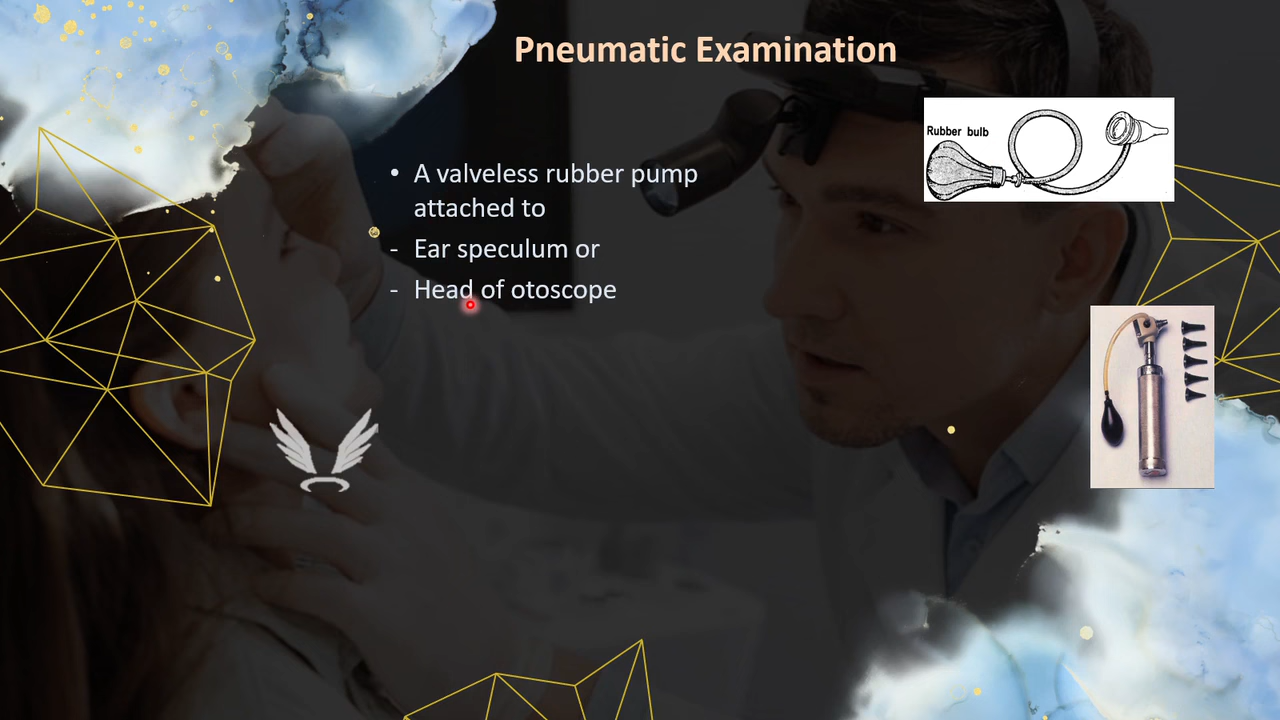 Pneumatic Examination
Rubber bulb
• A valveless rubber pump
attached to
- Ear speculum or
- Head of otoscope